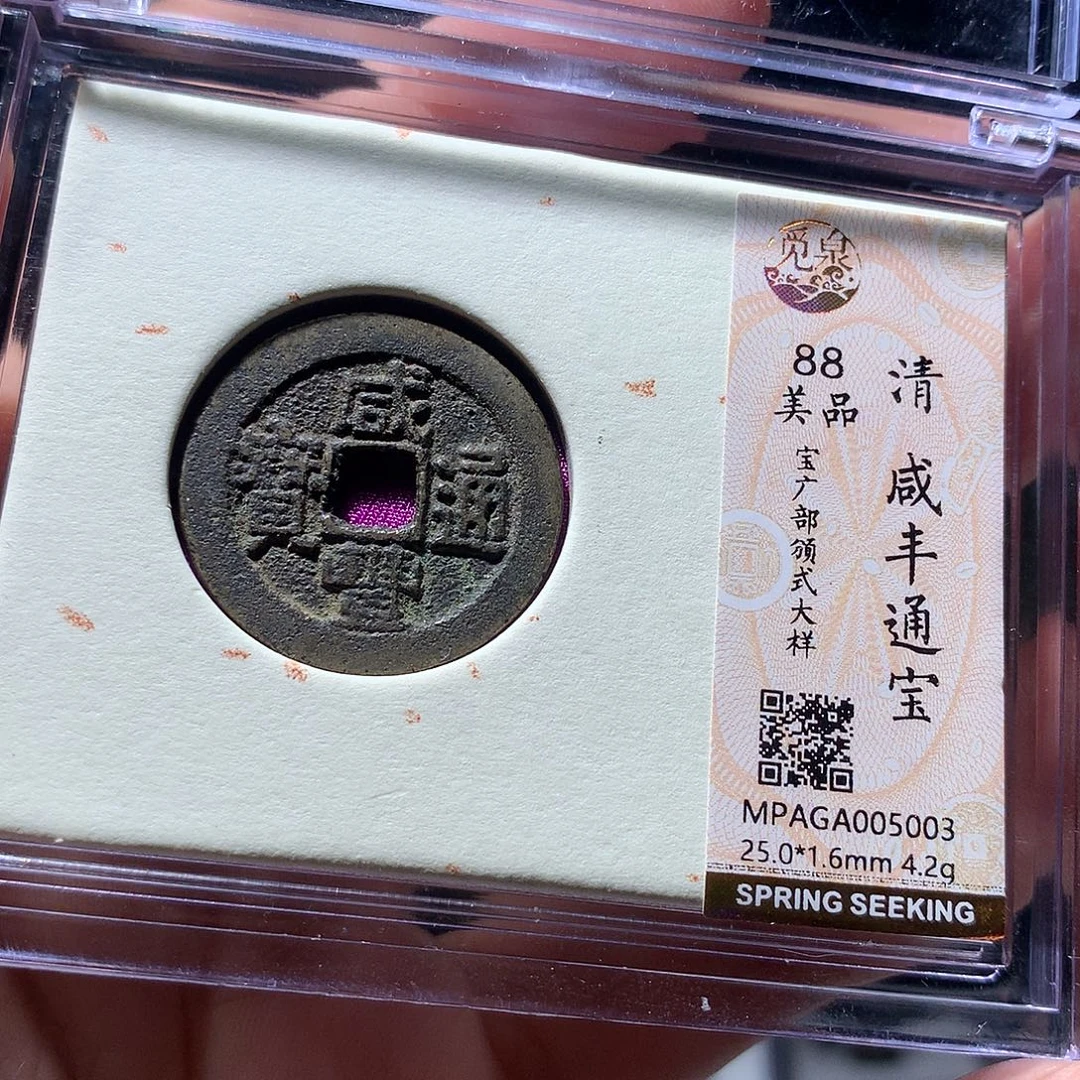 咸豐通寶
觅泉
清 咸丰通宝
88
美品
宝广部颁式大样
MPAGA005003
25.0*1.6mm 4.2g
SPRING SEEKING